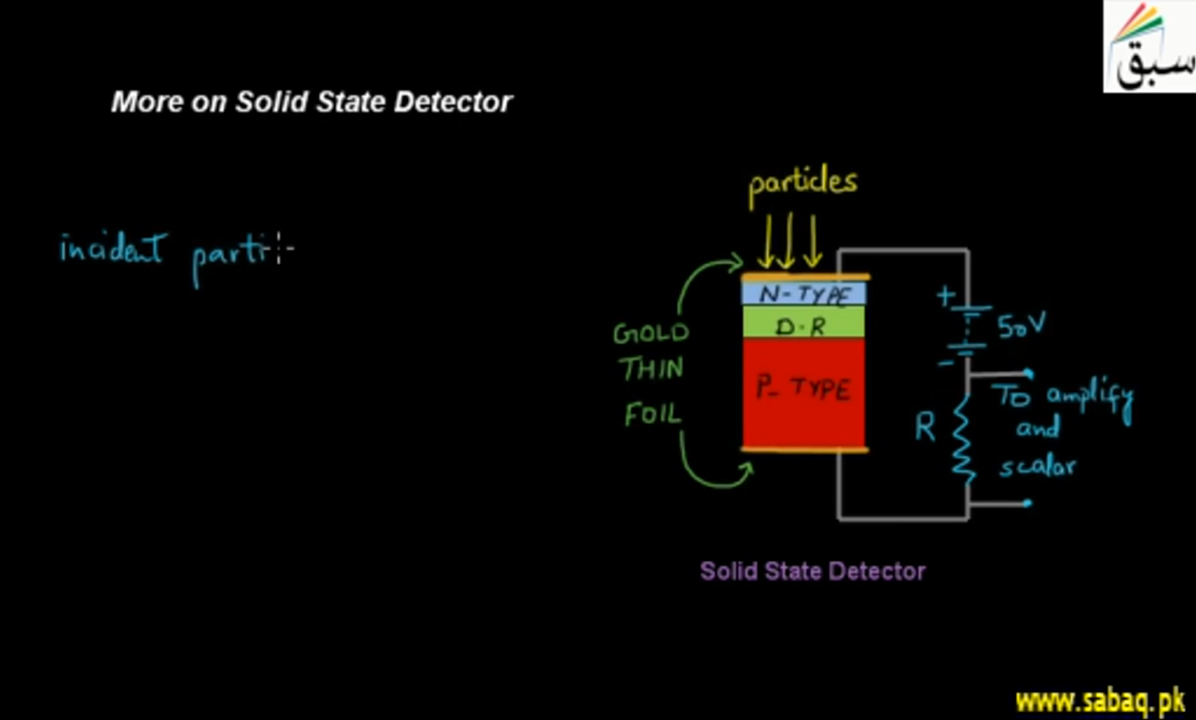 سبق
More on Solid State Detector
particles
incident parti
N-TYPE
D.R
P-TYPE
GOLD
THIN
FOIL
+
50V
-
R
To amplify
and
scalar
Solid State Detector
www.sabaq.pk